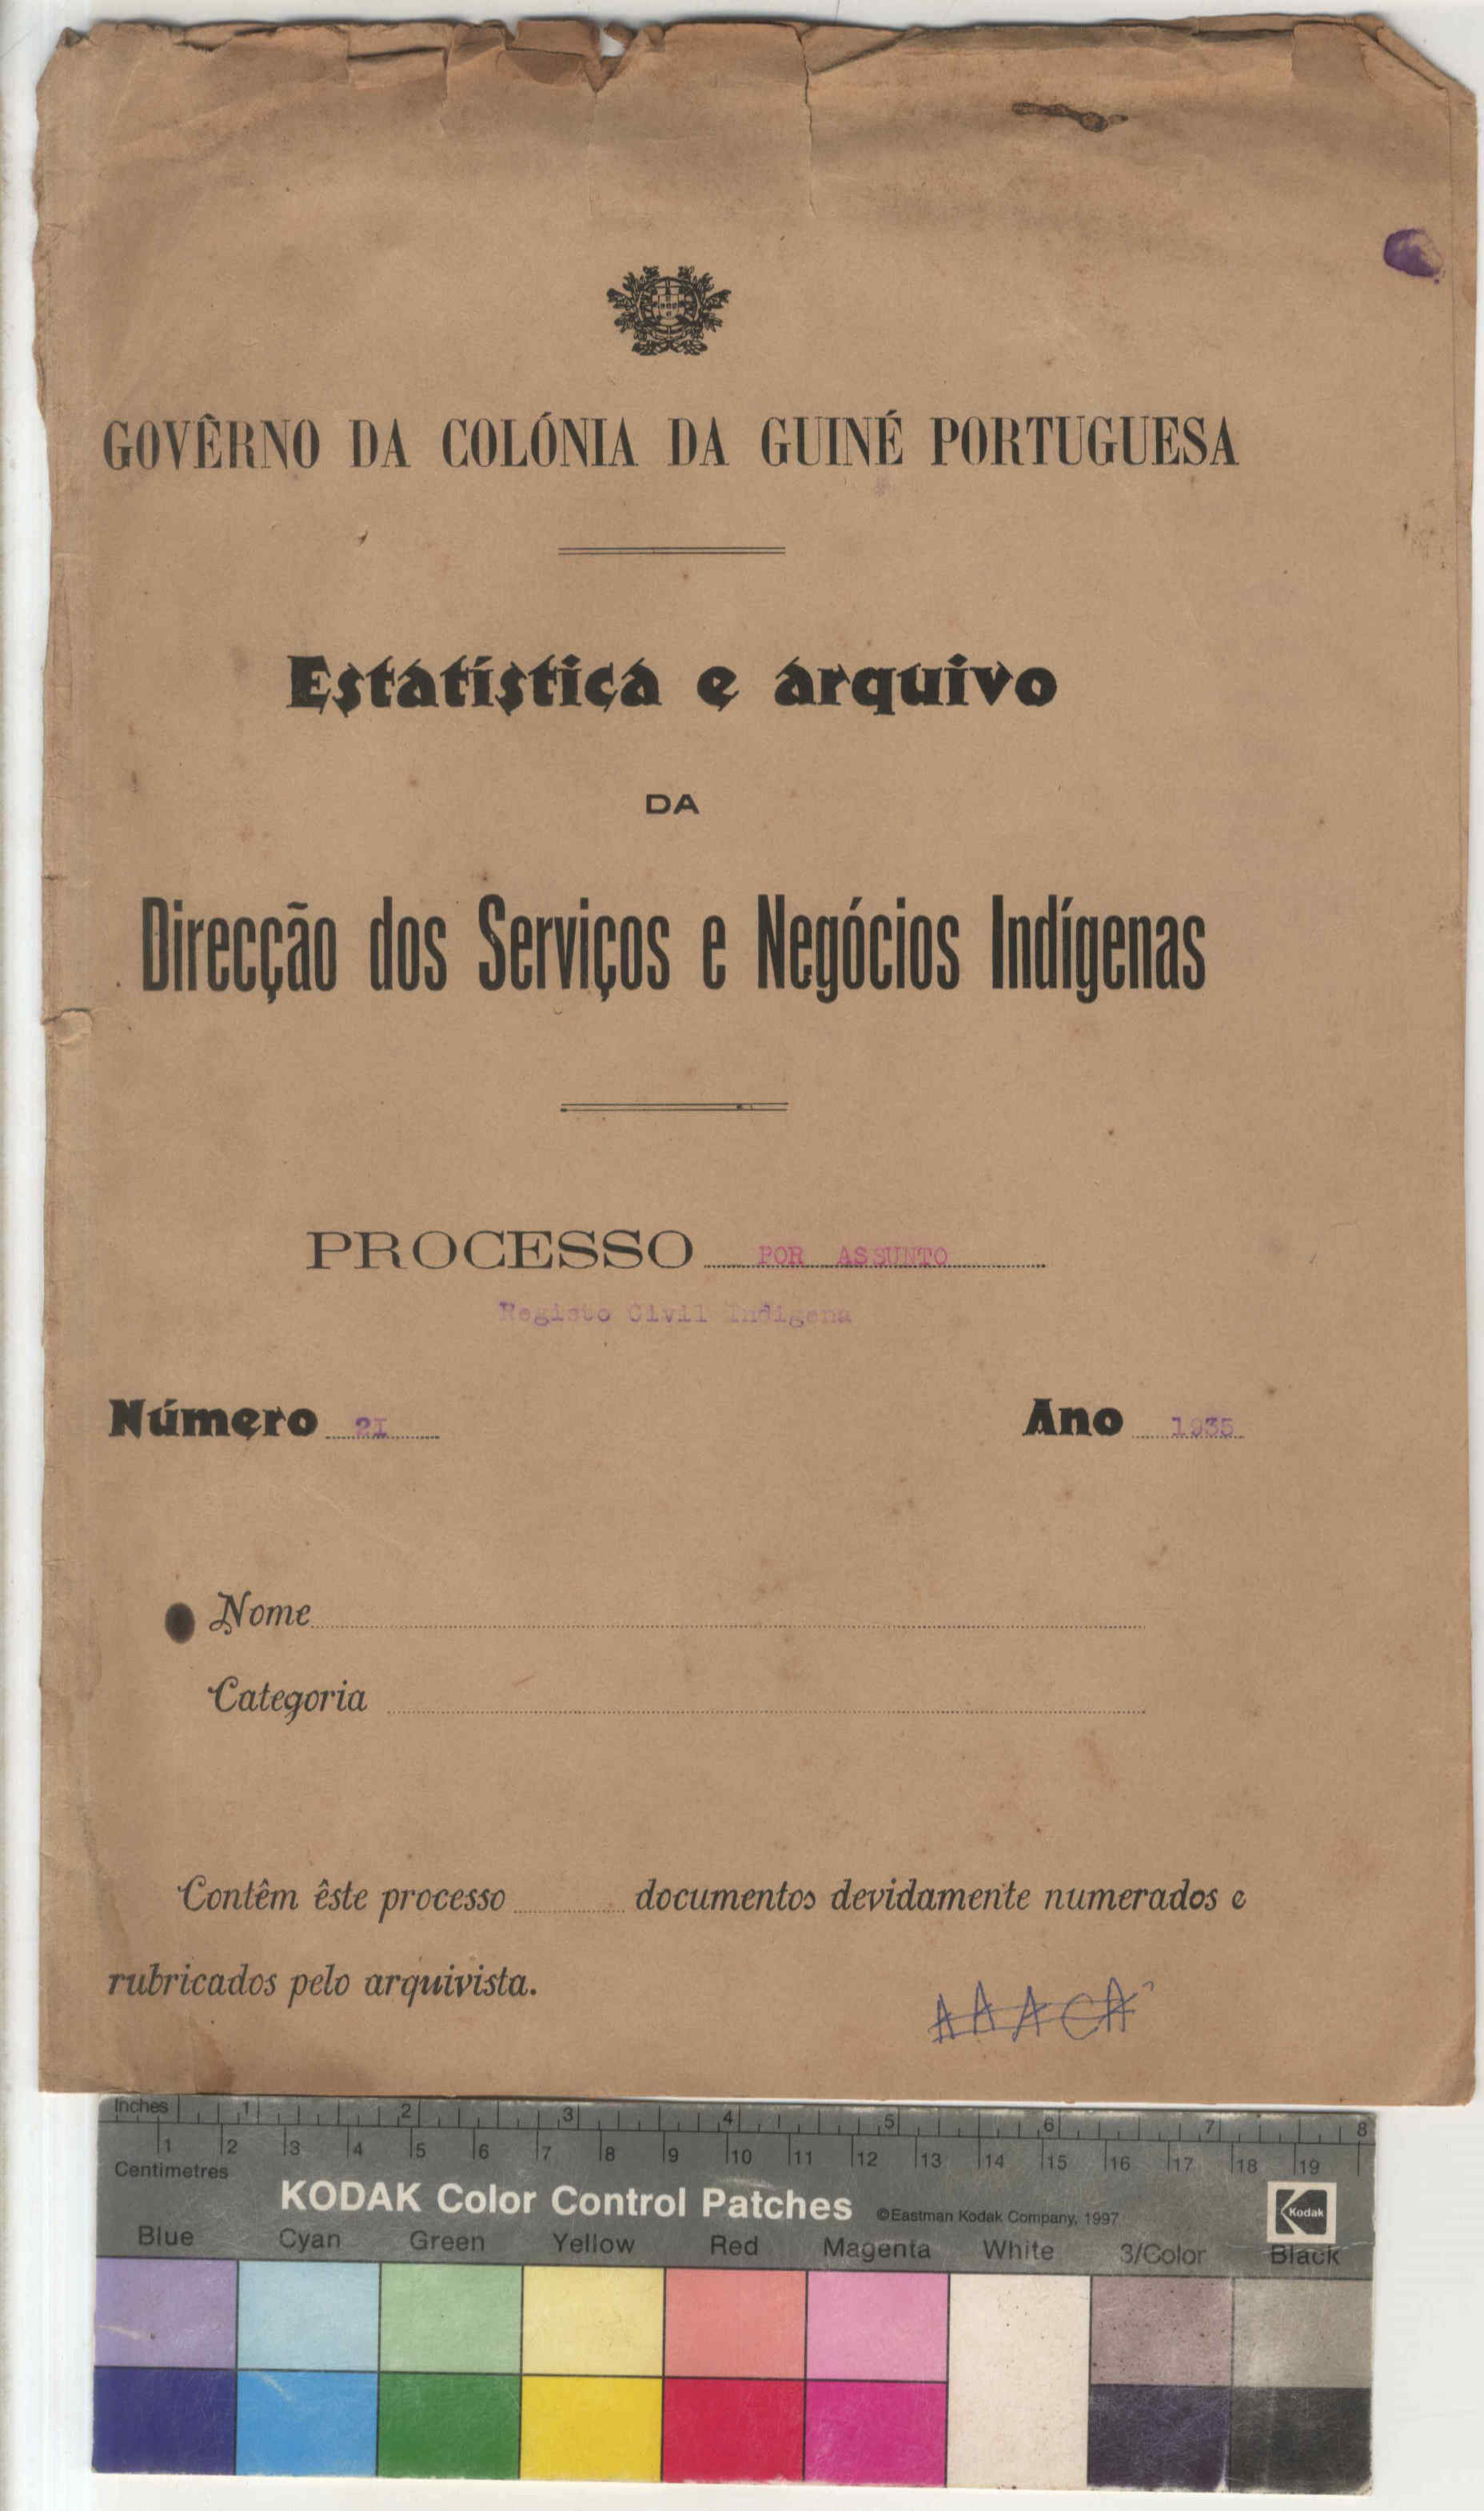 GOVÊRNO DA COLÓNIA DA GUINÉ PORTUGUESA
Estatística e arquivo
DA
Direcção dos Serviços e Negócios Indígenas
PROCESSO POR ASSUNTO
Registo Civil Indigena
Número 2I Ano 1935
Nome
Categoria
Contêm êste processo documentos devidamente numerados e
rubricados pelo arquivista.
Inches 1 2 3 4 5 6 7 8
1 2 3 4 5 6 7 8 9 10 11 12 13 14 15 16 17 18 19
Centimetres
KODAK Color Control Patches ©Eastman Kodak Company, 1997 Kodak
Blue Cyan Green Yellow Red Magenta White 3/Color Black